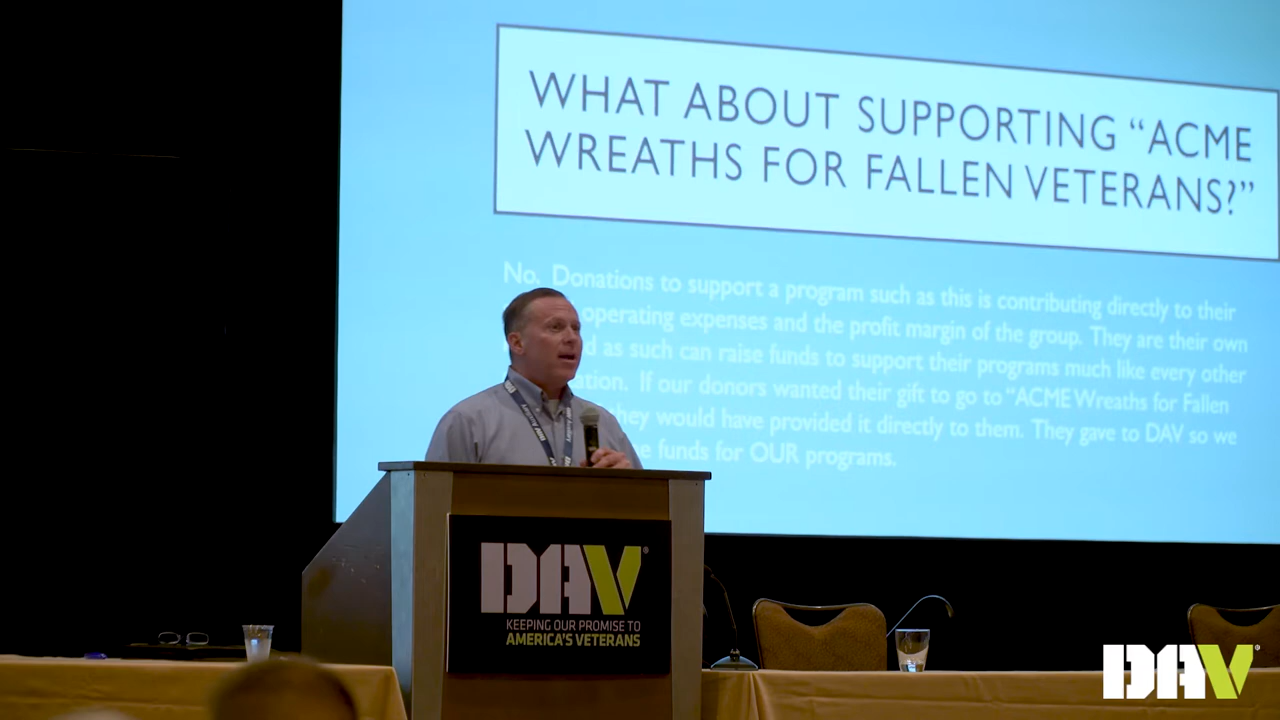 WHAT ABOUT SUPPORTING “ACME
WREATHS FOR FALLEN VETERANS?”
No. Donations to support a program such as this is contributing directly to their
operating expenses and the profit margin of the group. They are their own
as such can raise funds to support their programs much like every other
If our donors wanted their gift to go to “ACME Wreaths for Fallen
they would have provided it directly to them. They gave to DAV so we
funds for OUR programs.
DAV®
KEEPING OUR PROMISE TO
AMERICA'S VETERANS
DAV®